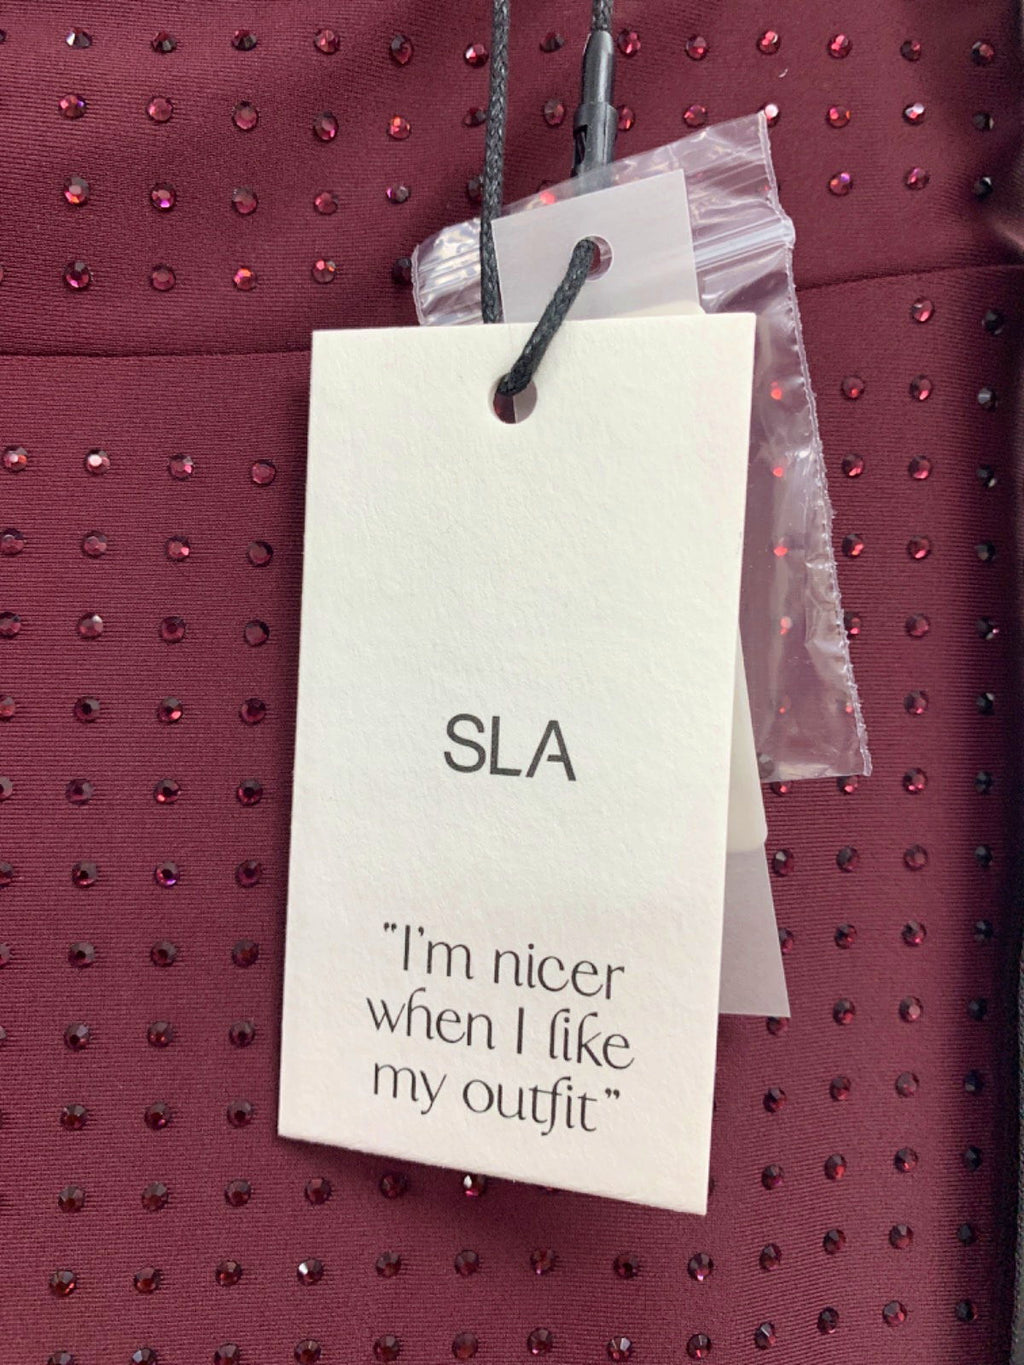 SLA
"I'm nicer
when I like
my outfit"